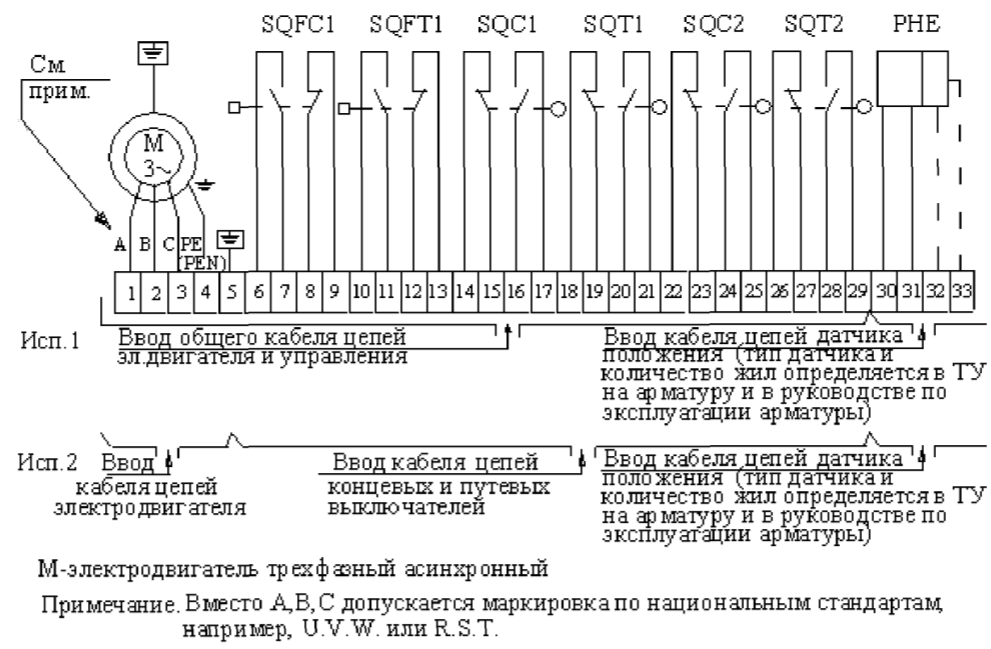 SQFC1 SQFT1 SQC1 SQT1 SQC2 SQT2 PHE
См.
прим.
M
3~
A B C PE
(PEN)
1 2 3 4 5 6 7 8 9 10 11 12 13 14 15 16 17 18 19 20 21 22 23 24 25 26 27 28 29 30 31 32 33
Исп.1
Ввод общего кабеля цепей
эл.двигателя и управления
Ввод кабеля цепей датчика
положения (тип датчика и
количество жил определяется в ТУ
на арматуру и в руководстве по
эксплуатации арматуры)
Исп.2
Ввод
кабеля цепей
электродвигателя
Ввод кабеля цепей
концевых и путевых
выключателей
Ввод кабеля цепей датчика
положения (тип датчика и
количество жил определяется в ТУ
на арматуру и в руководстве по
эксплуатации арматуры)
М-электродвигатель трехфазный асинхронный
Примечание. Вместо А,В,С допускается маркировка по национальным стандартам,
например, U.V.W. или R.S.T.